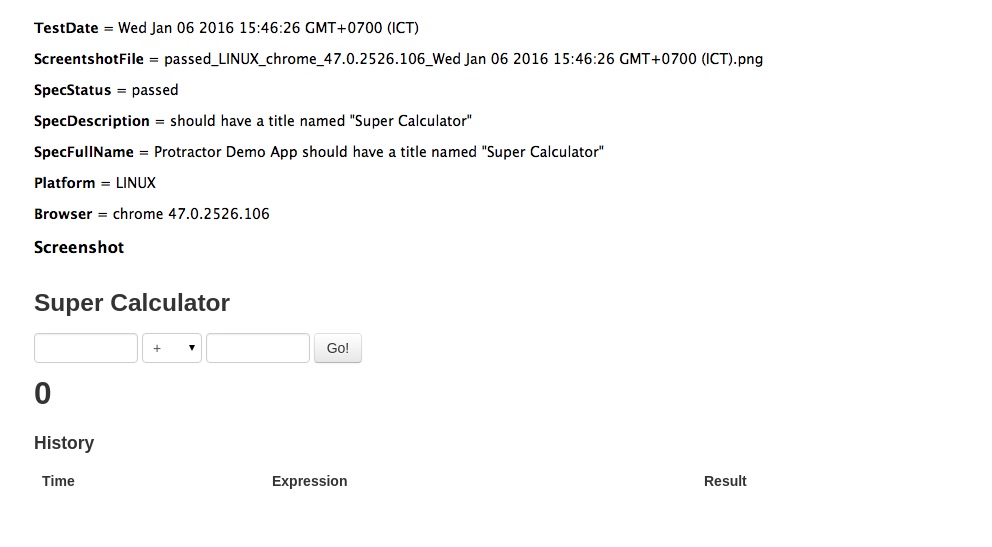 TestDate = Wed Jan 06 2016 15:46:26 GMT+0700 (ICT)
ScreentshotFile = passed_LINUX_chrome_47.0.2526.106_Wed Jan 06 2016 15:46:26 GMT+0700 (ICT).png
SpecStatus = passed
SpecDescription = should have a title named "Super Calculator"
SpecFullName = Protractor Demo App should have a title named "Super Calculator"
Platform = LINUX
Browser = chrome 47.0.2526.106
Screenshot
Super Calculator
+ ▼ Go!
0
History
Time Expression Result